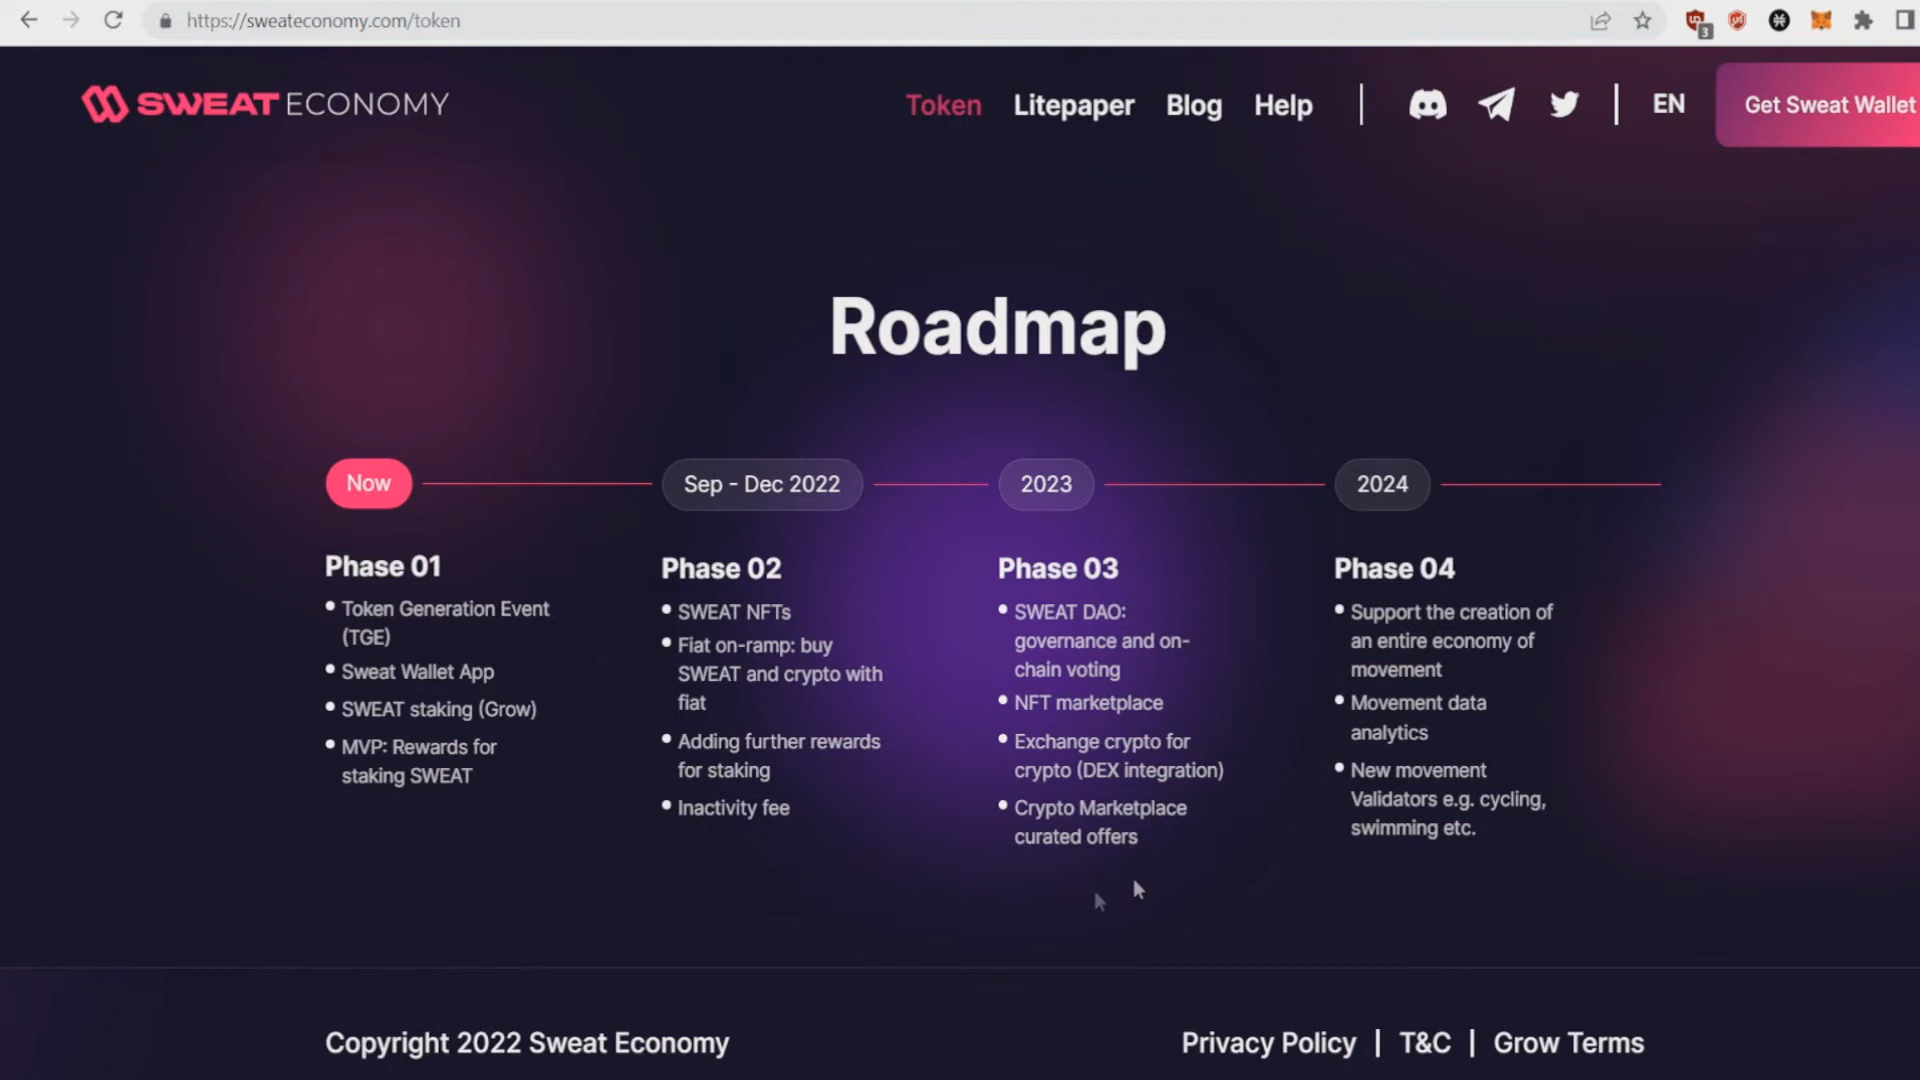 https://sweateconomy.com/token
3
SWEAT ECONOMY
Token
Litepaper
Blog
Help
EN
Get Sweat Wallet
Roadmap
Now
Sep - Dec 2022
2023
2024
Phase 01
Token Generation Event
(TGE)
Sweat Wallet App
SWEAT staking (Grow)
MVP: Rewards for
staking SWEAT
Phase 02
SWEAT NFTs
Fiat on-ramp: buy
SWEAT and crypto with
fiat
Adding further rewards
for staking
Inactivity fee
Phase 03
SWEAT DAO:
governance and on-
chain voting
NFT marketplace
Exchange crypto for
crypto (DEX integration)
Crypto Marketplace
curated offers
Phase 04
Support the creation of
an entire economy of
movement
Movement data
analytics
New movement
Validators e.g. cycling,
swimming etc.
Copyright 2022 Sweat Economy
Privacy Policy | T&C | Grow Terms